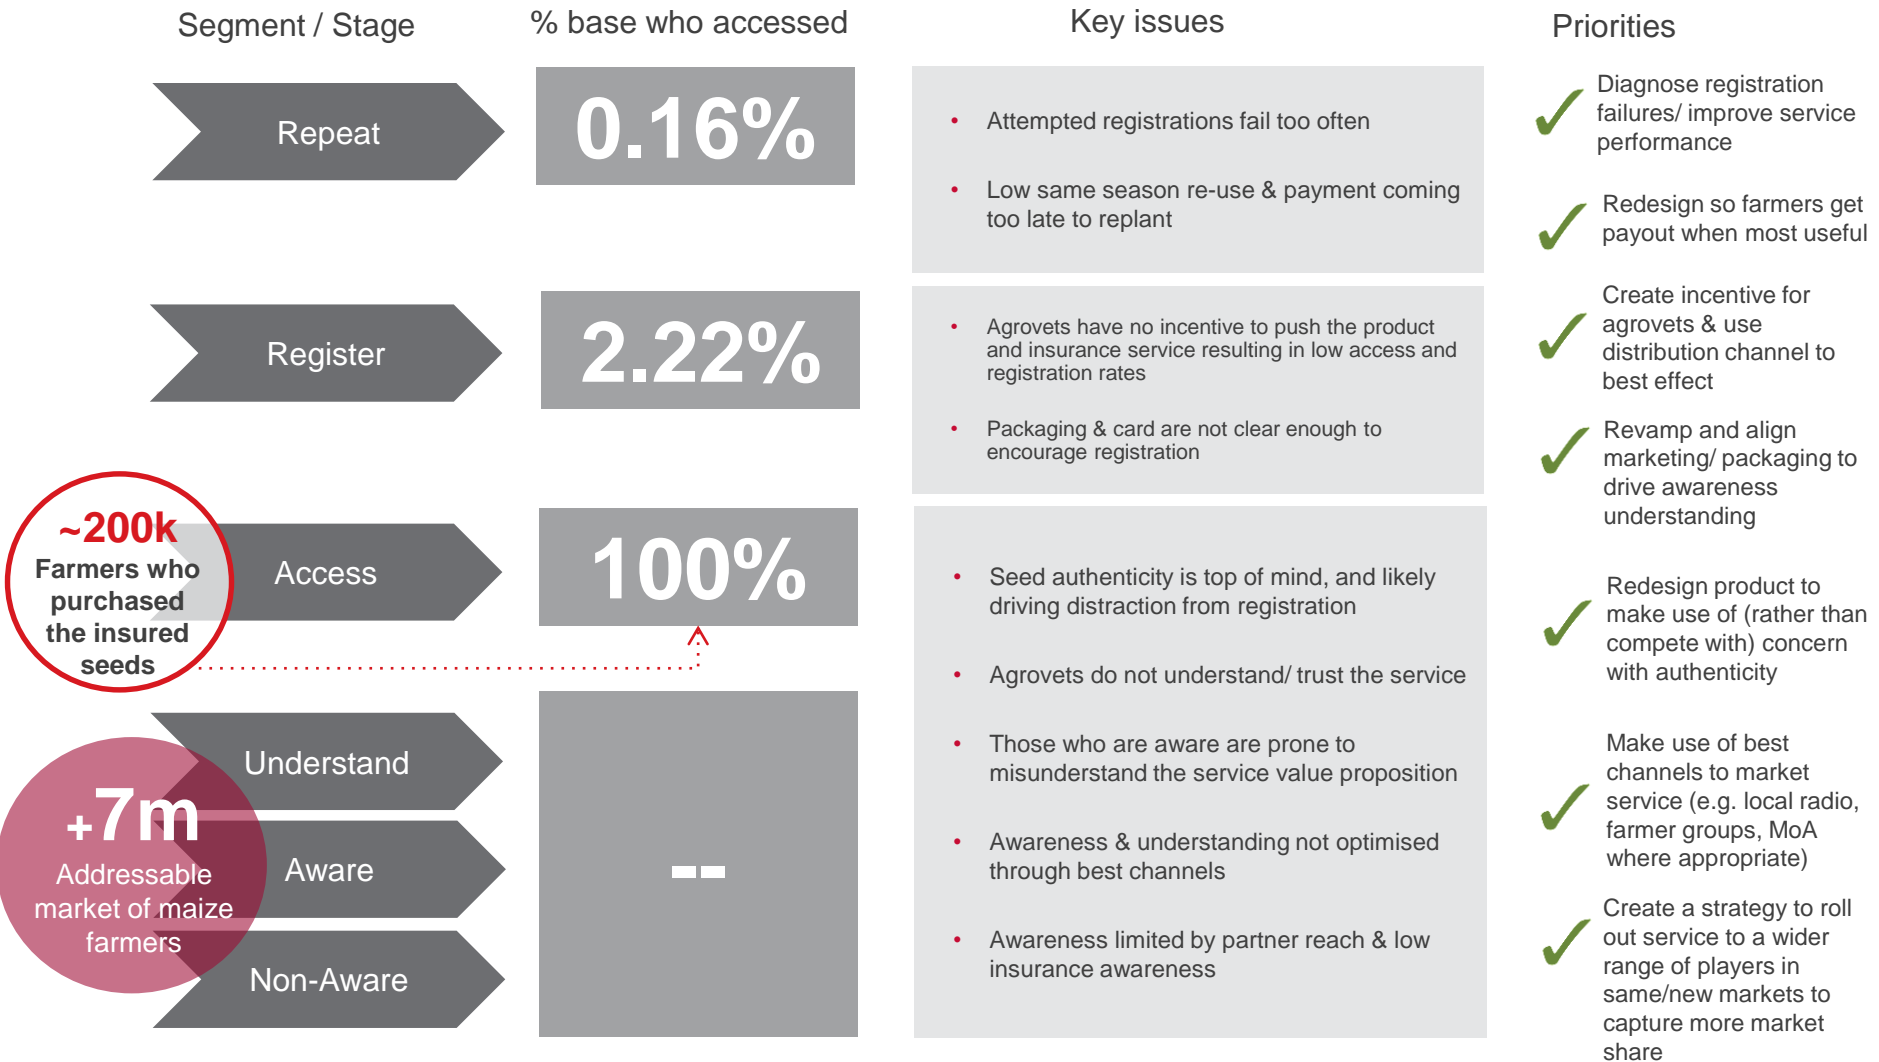 Segment / Stage
% base who accessed
Key issues
Priorities
Repeat
0.16%
• Attempted registrations fail too often
• Low same season re-use & payment coming
too late to replant
Diagnose registration
failures/ improve service
performance
Redesign so farmers get
payout when most useful
Register
2.22%
• Agrovets have no incentive to push the product
and insurance service resulting in low access and
registration rates
• Packaging & card are not clear enough to
encourage registration
Create incentive for
agrovets & use
distribution channel to
best effect
Revamp and align
marketing/ packaging to
drive awareness
understanding
~200k
Farmers who
purchased
the insured
seeds
Access
100%
• Seed authenticity is top of mind, and likely
driving distraction from registration
• Agrovets do not understand/ trust the service
• Those who are aware are prone to
misunderstand the service value proposition
• Awareness & understanding not optimised
through best channels
• Awareness limited by partner reach & low
insurance awareness
Redesign product to
make use of (rather than
compete with) concern
with authenticity
Make use of best
channels to market
service (e.g. local radio,
farmer groups, MoA
where appropriate)
Create a strategy to roll
out service to a wider
range of players in
same/new markets to
capture more market
share
+7m
Addressable
market of maize
farmers
Understand
Aware
Non-Aware
--